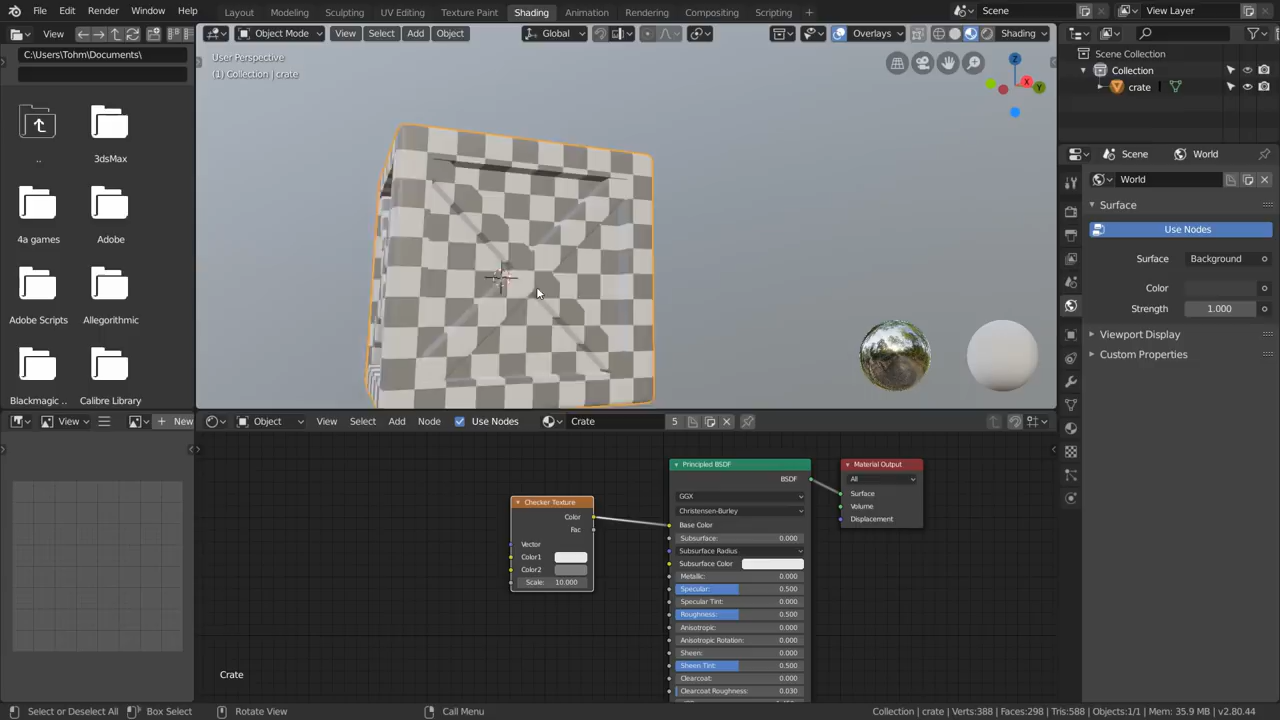 File Edit Render Window Help
Layout Modeling Sculpting UV Editing Texture Paint Shading Animation Rendering Compositing Scripting +
Scene
View Layer
View
C:\Users\Tohm\Documents\
..
3dsMax
4a games
Adobe
Adobe Scripts
Allegorithmic
Blackmagic ..
Calibre Library
Object Mode View Select Add Object
Global
Overlays
Shading
User Perspective
(1) Collection | crate
Z
X
Y
Scene Collection
Collection
crate
Scene
World
World
Surface
Use Nodes
Surface Background
Color
Strength 1.000
Viewport Display
Custom Properties
View
New
Object View Select Add Node Use Nodes
Crate
5
Checker Texture
Color
Fac
Vector
Color1
Color2
Scale: 10.000
Principled BSDF
BSDF
GGX
Christensen-Burley
Base Color
Subsurface: 0.000
Subsurface Radius
Subsurface Color
Metallic: 0.000
Specular: 0.500
Specular Tint: 0.000
Roughness: 0.500
Anisotropic: 0.000
Anisotropic Rotation: 0.000
Sheen: 0.000
Sheen Tint: 0.500
Clearcoat: 0.000
Clearcoat Roughness: 0.030
Material Output
All
Surface
Volume
Displacement
Crate
Select or Deselect All Box Select Rotate View Call Menu
Collection | crate | Verts:388 | Faces:298 | Tris:588 | Objects:1/1 | Mem: 35.9 MB | v2.80.44